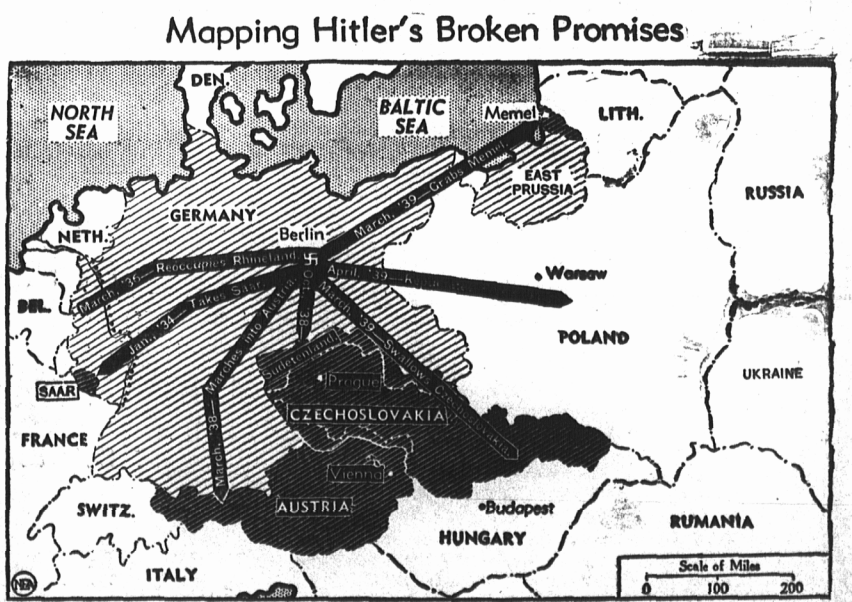 Mapping Hitler's Broken Promises
DEN.
NORTH
SEA
BALTIC
SEA
Memel
LITH.
March, '39—Grabs Memel
EAST
PRUSSIA
RUSSIA
GERMANY
Berlin
NETH.
March, '36—Reoccupies Rhineland
April, '39—
Warsaw
Jan. '34—Takes Saar
BEL.
Oct. '38
March, '39—Swallows
POLAND
Sudetenland
Prague
SAAR
UKRAINE
CZECHOSLOVAKIA
March, '38—Marches into Austria
FRANCE
Vienna
AUSTRIA
SWITZ.
Budapest
HUNGARY
RUMANIA
ITALY
Scale of Miles
0 100 200
NEA